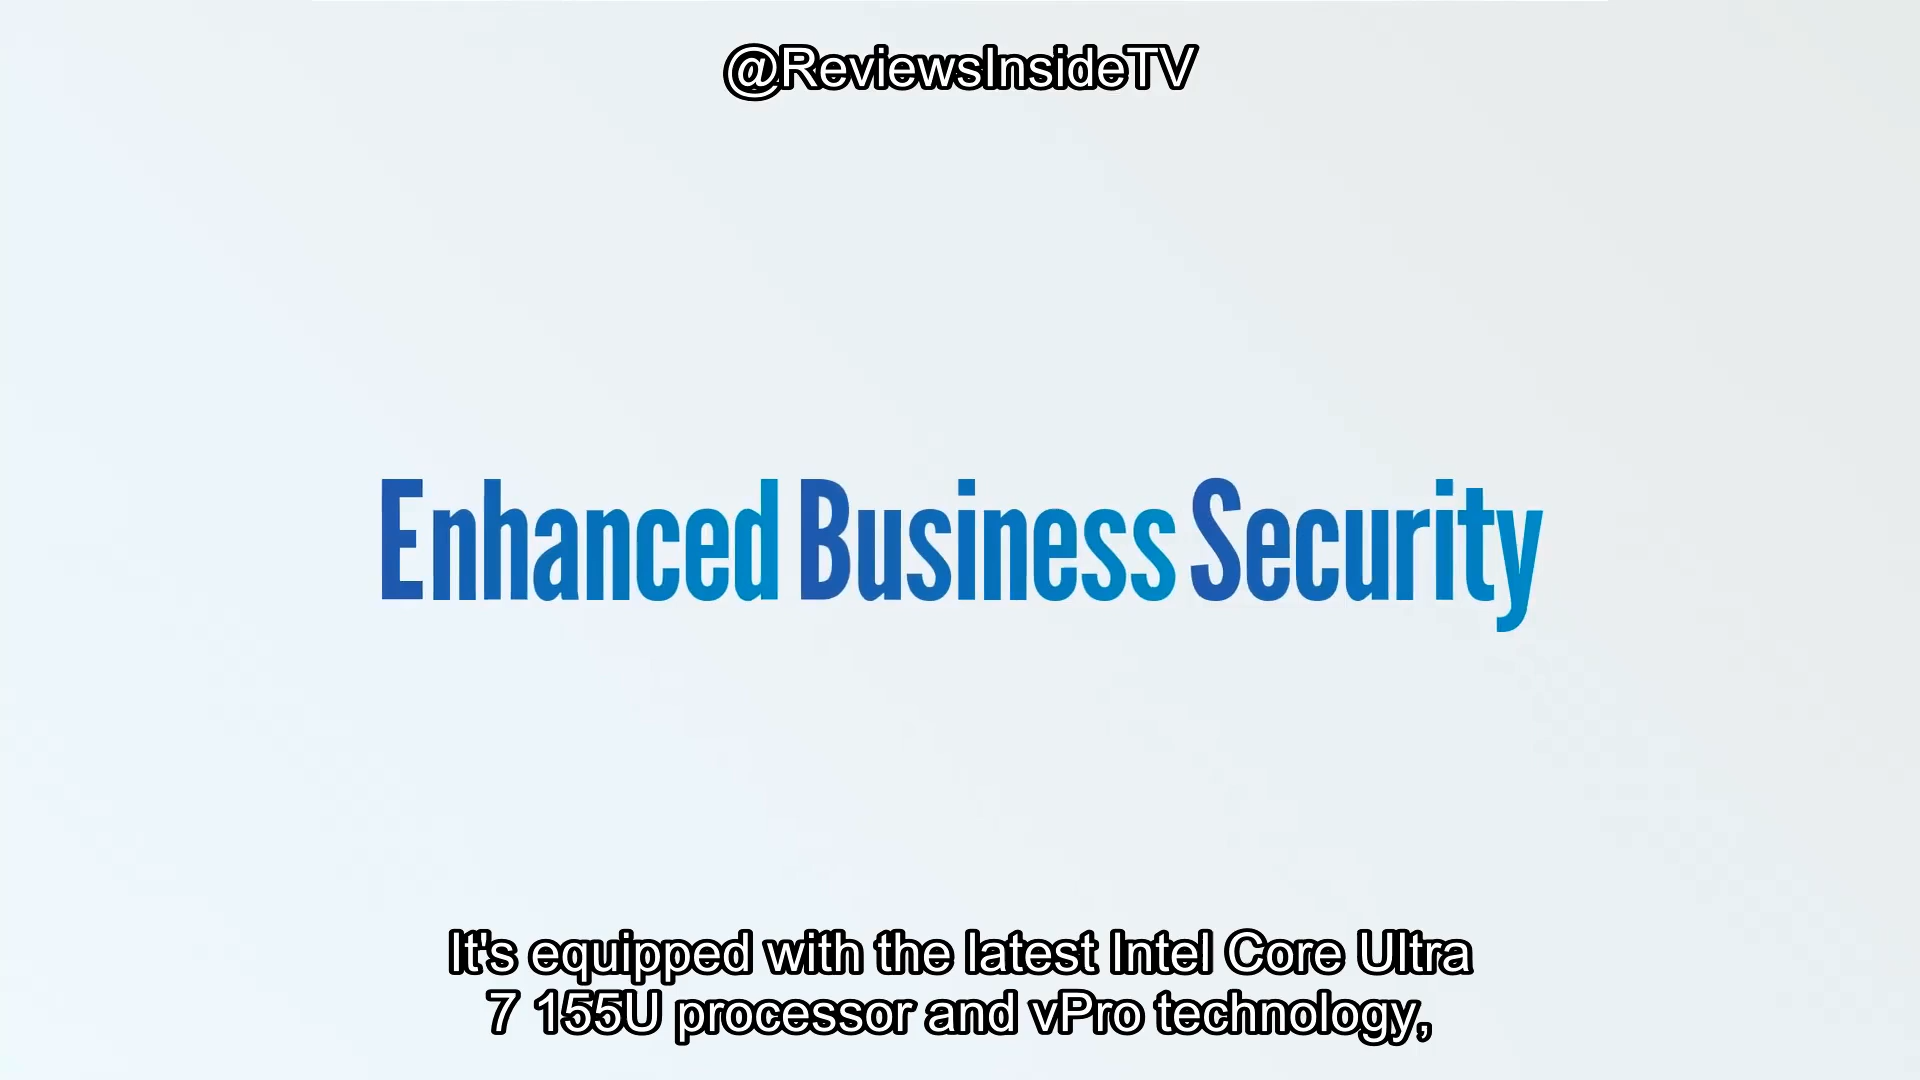 @ReviewsInsideTV
Enhanced Business Security
It's equipped with the latest Intel Core Ultra
7 155U processor and vPro technology,